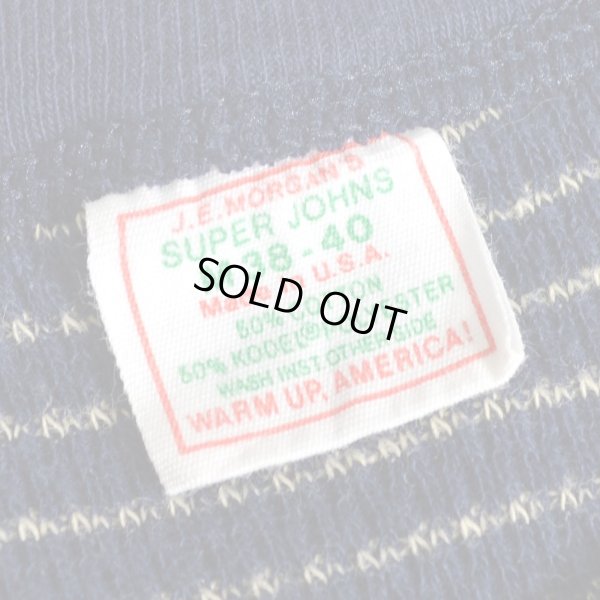 J.E. MORGAN'S
SUPER JOHNS
38-40
U.S.A.
SOLD OUT
50%
50% KODEL®
WASH INST. OTHER SIDE
WARM UP, AMERICA!